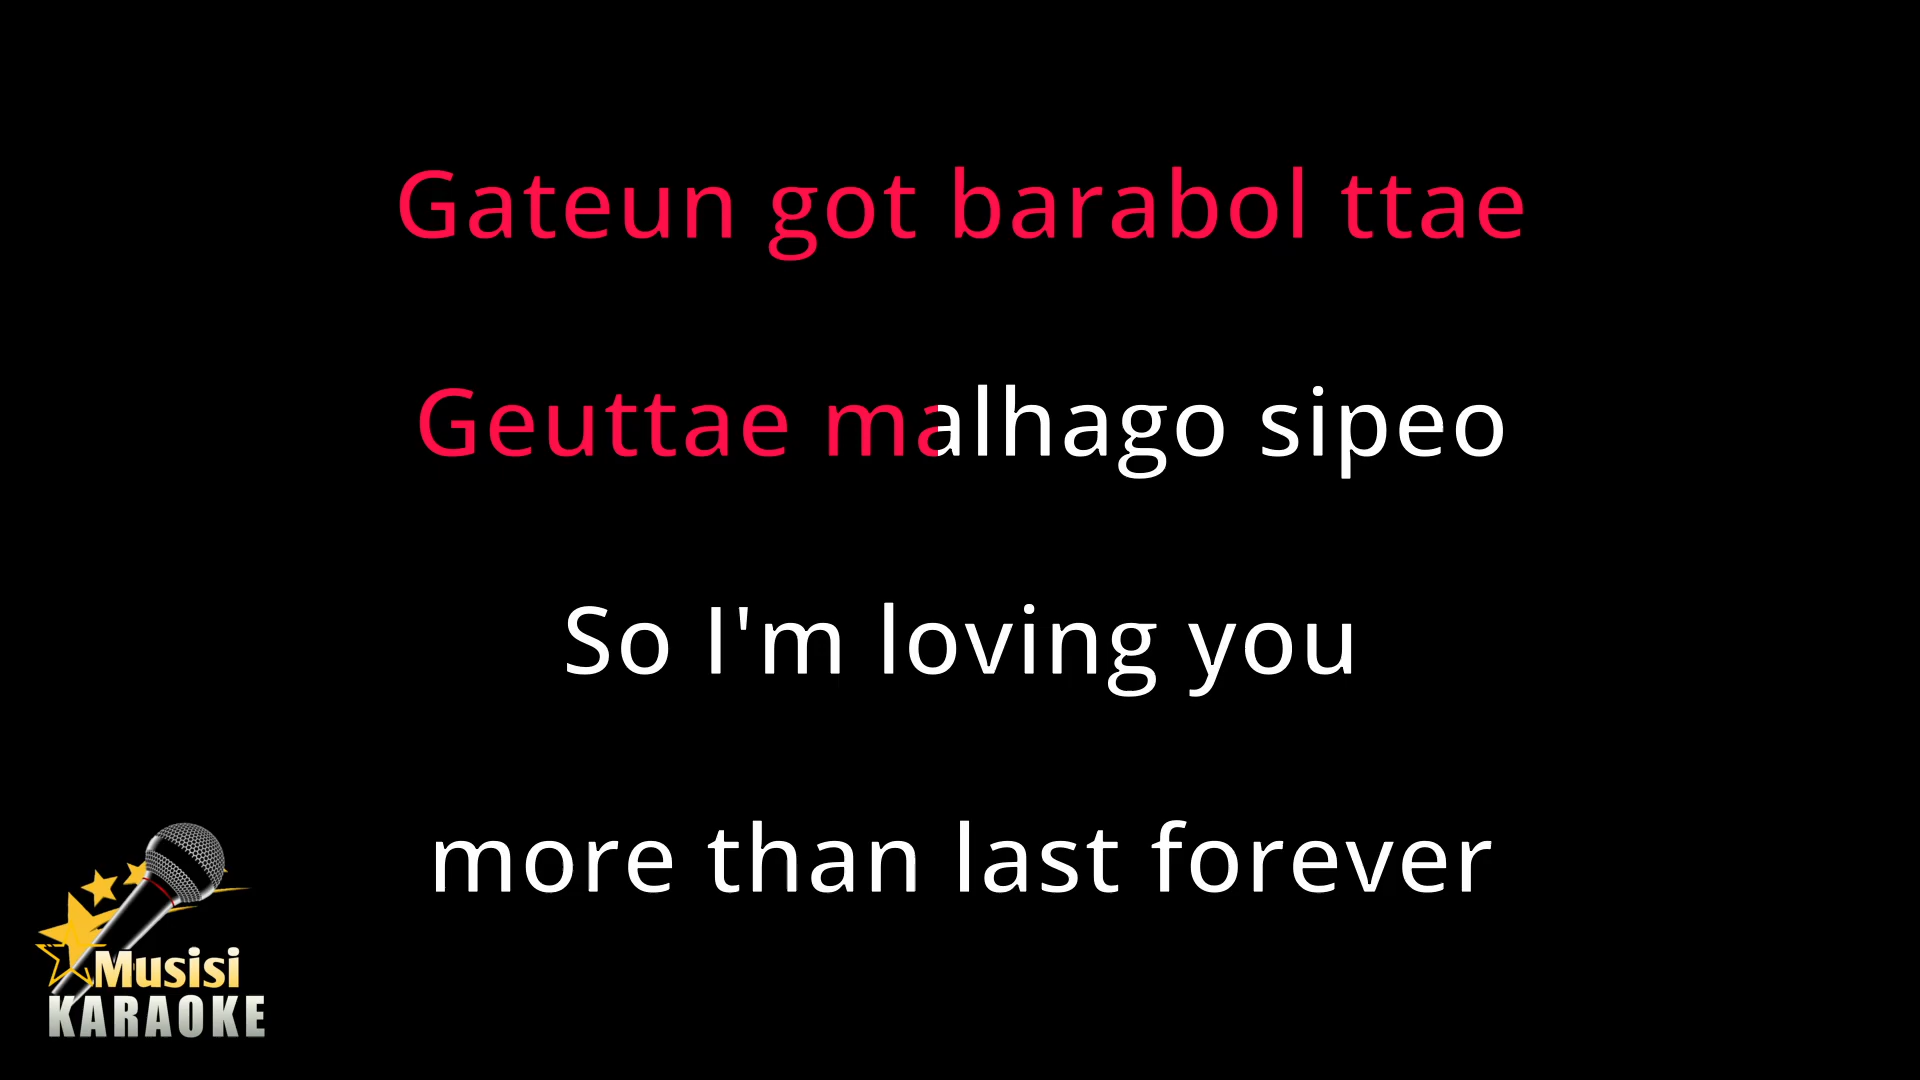 Gateun got barabol ttae
Geuttae malhago sipeo
So I'm loving you
more than last forever
Musisi
KARAOKE